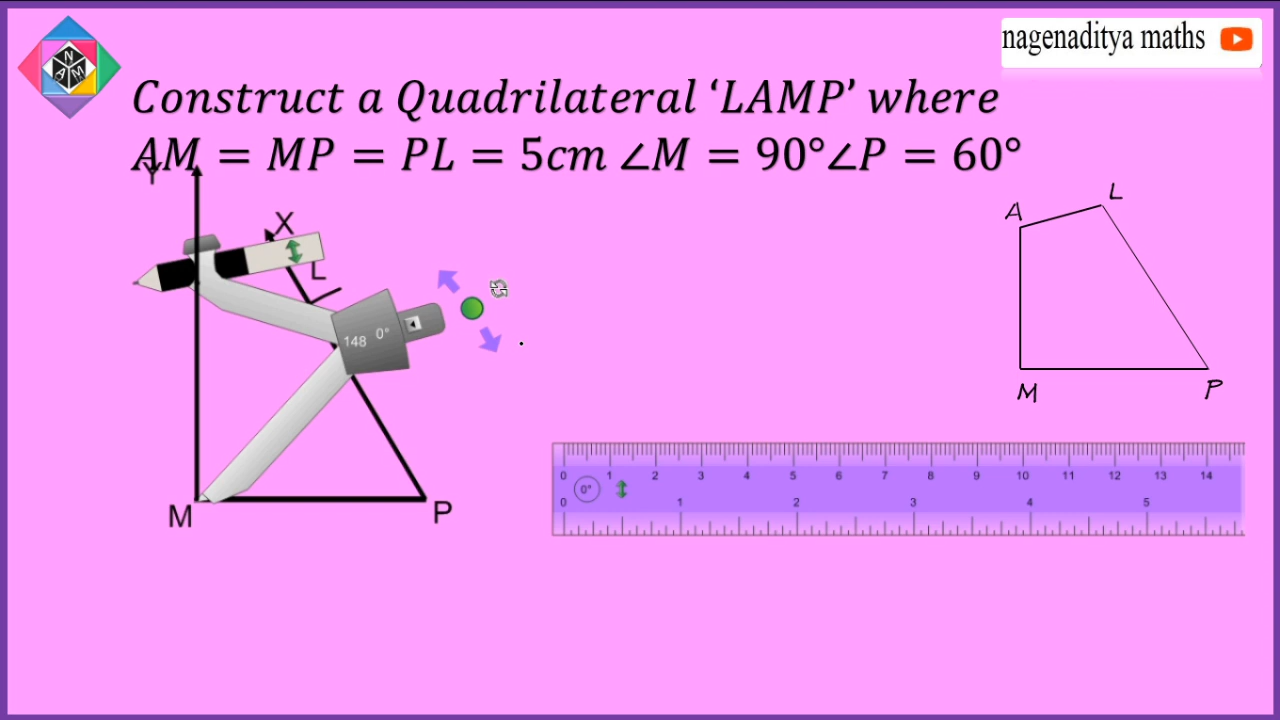 nagenaditya maths
N
A M
Construct a Quadrilateral ‘LAMP’ where
AM = MP = PL = 5cm ∠M = 90°∠P = 60°
Y
X
L
A L
148 0°
M P
M P
0 1 2 3 4 5 6 7 8 9 10 11 12 13 14
0°
0 1 2 3 4 5